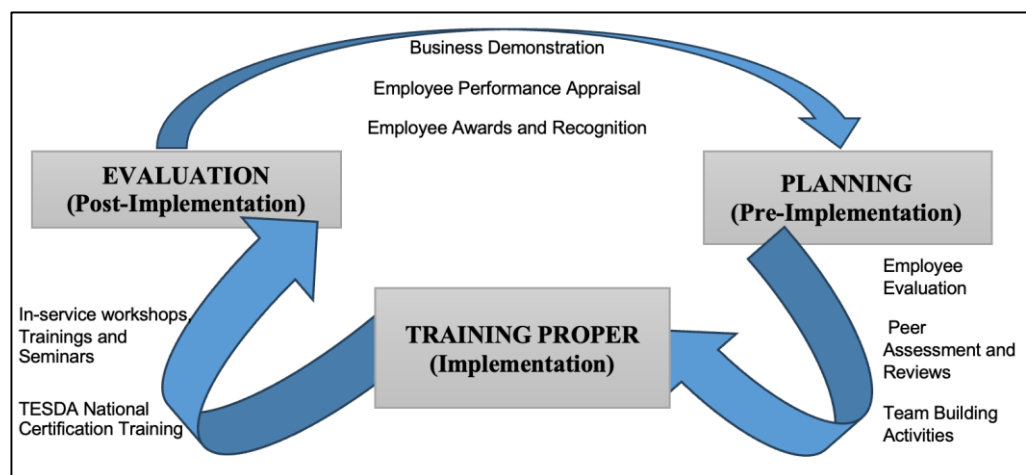 Business Demonstration
Employee Performance Appraisal
Employee Awards and Recognition
EVALUATION
(Post-Implementation)
PLANNING
(Pre-Implementation)
Employee
Evaluation
Peer
Assessment and
Reviews
Team Building
Activities
TRAINING PROPER
(Implementation)
In-service workshops,
Trainings and
Seminars
TESDA National
Certification Training